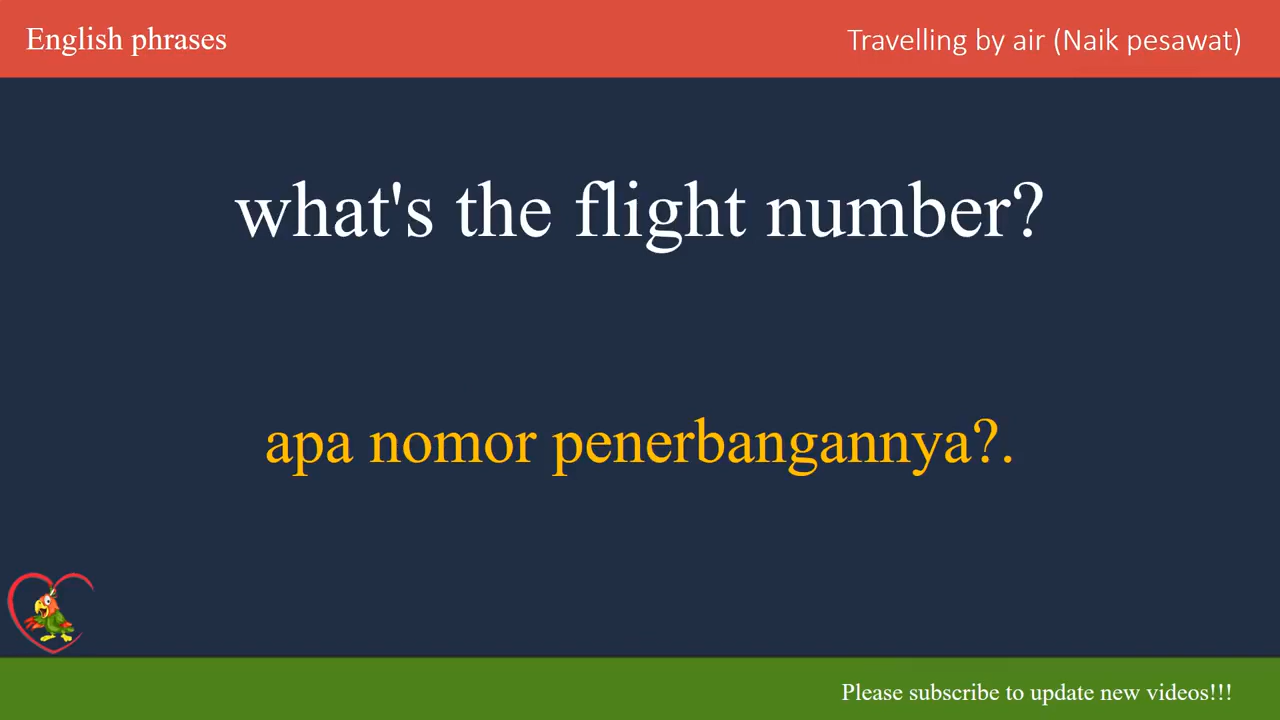 English phrases
Travelling by air (Naik pesawat)
what's the flight number?
apa nomor penerbangannya?.
Please subscribe to update new videos!!!